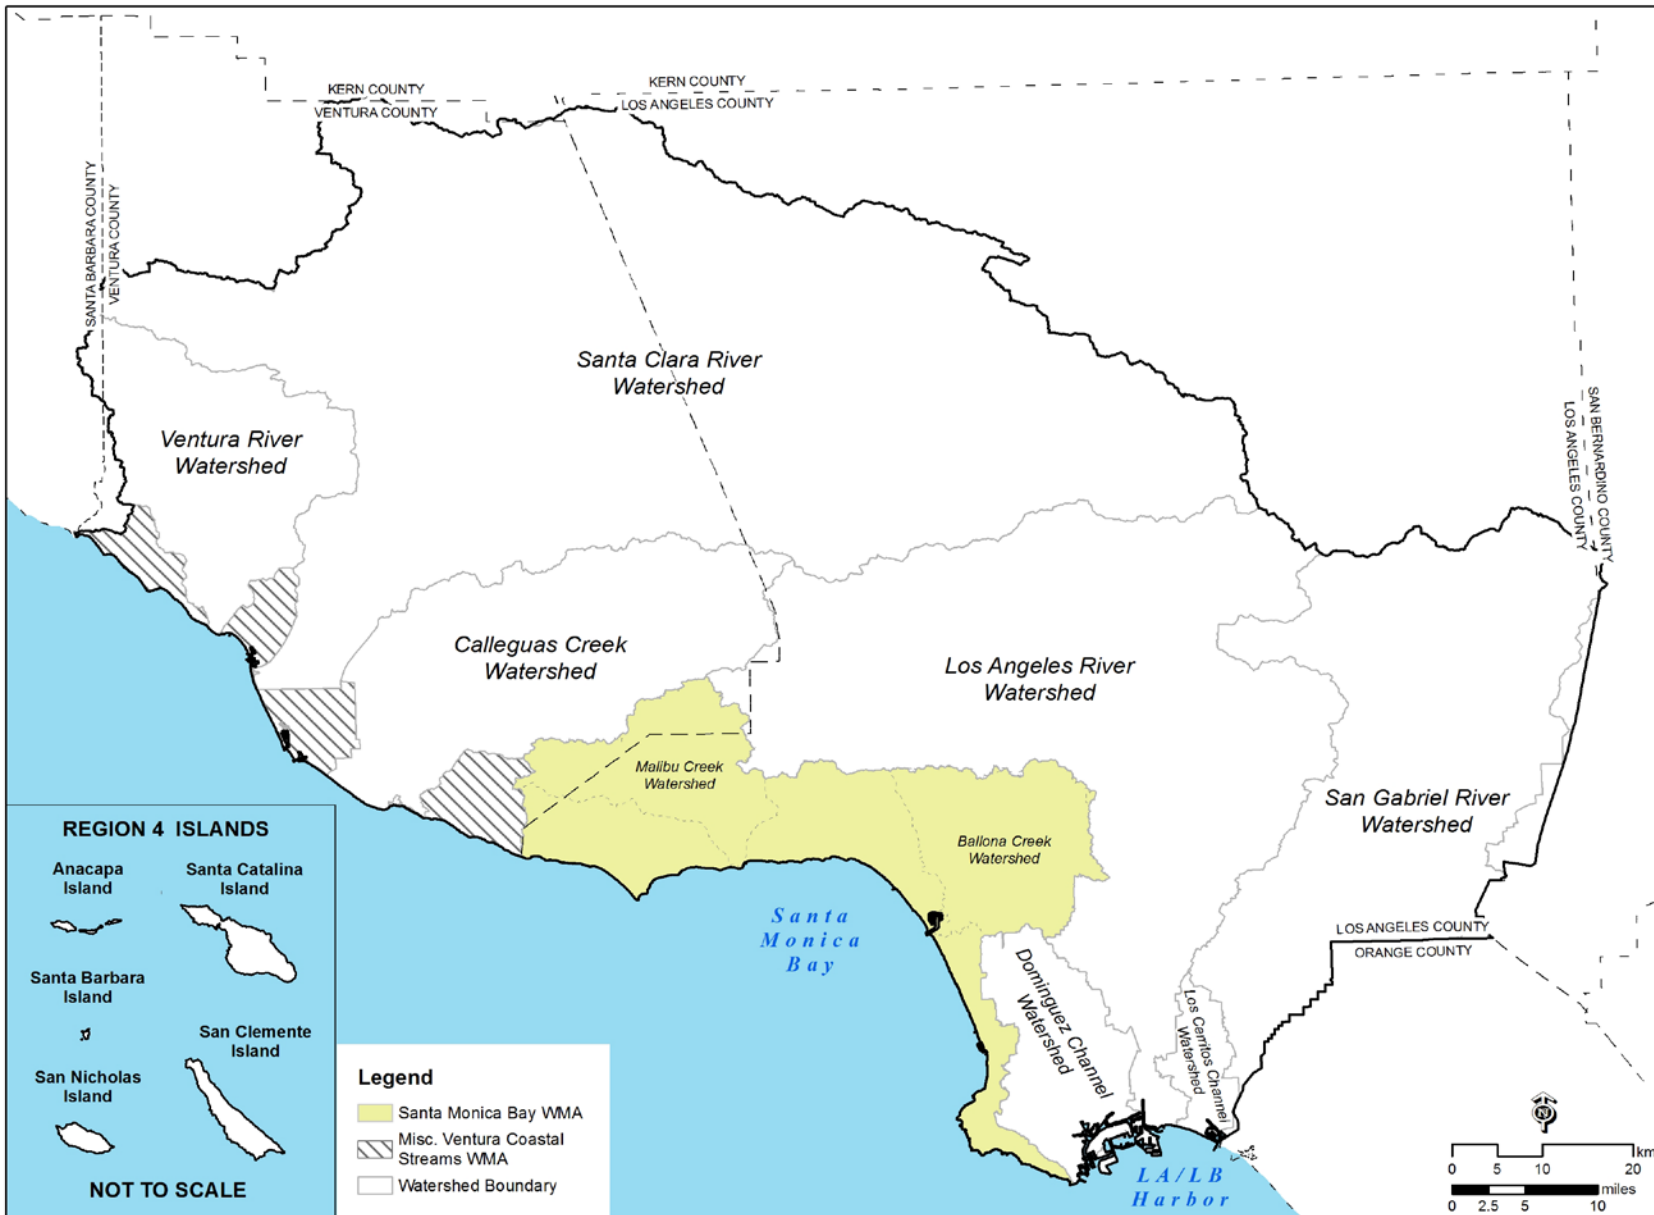 KERN COUNTY
VENTURA COUNTY
KERN COUNTY
LOS ANGELES COUNTY
SANTA BARBARA COUNTY
VENTURA COUNTY
Santa Clara River
Watershed
Ventura River
Watershed
SAN BERNARDINO COUNTY
LOS ANGELES COUNTY
Calleguas Creek
Watershed
Los Angeles River
Watershed
Malibu Creek
Watershed
San Gabriel River
Watershed
Ballona Creek
Watershed
Santa
Monica
Bay
LOS ANGELES COUNTY
ORANGE COUNTY
Dominguez Channel
Watershed
Los Cerritos Channel
Watershed
LA/LB
Harbor
REGION 4 ISLANDS
Anacapa
Island
Santa Catalina
Island
Santa Barbara
Island
San Clemente
Island
San Nicholas
Island
NOT TO SCALE
Legend
Santa Monica Bay WMA
Misc. Ventura Coastal
Streams WMA
Watershed Boundary
N
km
0 5 10 20
miles
0 2.5 5 10